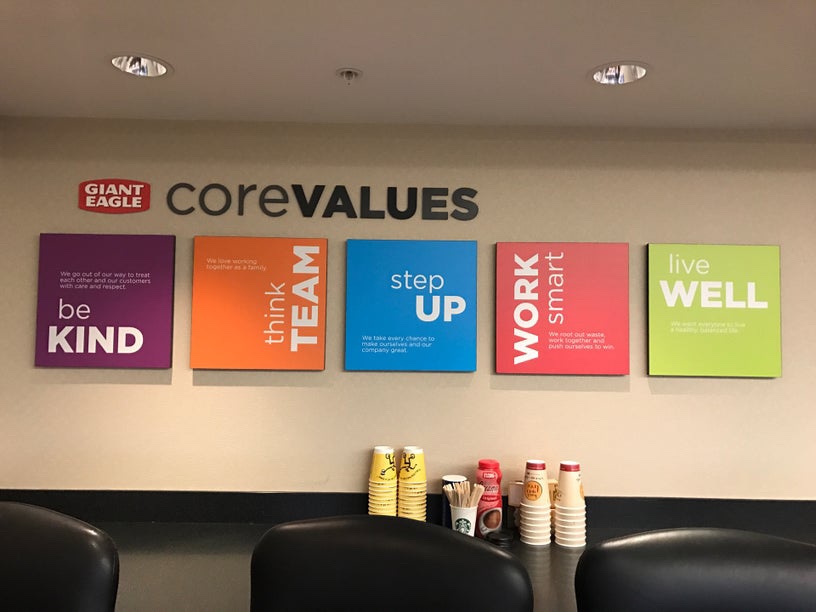 GIANT
EAGLE
coreVALUES
We go out of our way to treat
each other and our customers
with care and respect.
be
KIND
We love working
together as a family.
think
TEAM
step
UP
We take every chance to
make ourselves and our
company great.
WORK
smart
We root out waste,
work together and
push ourselves to win.
live
WELL
We want everyone to live
a healthy, balanced life.